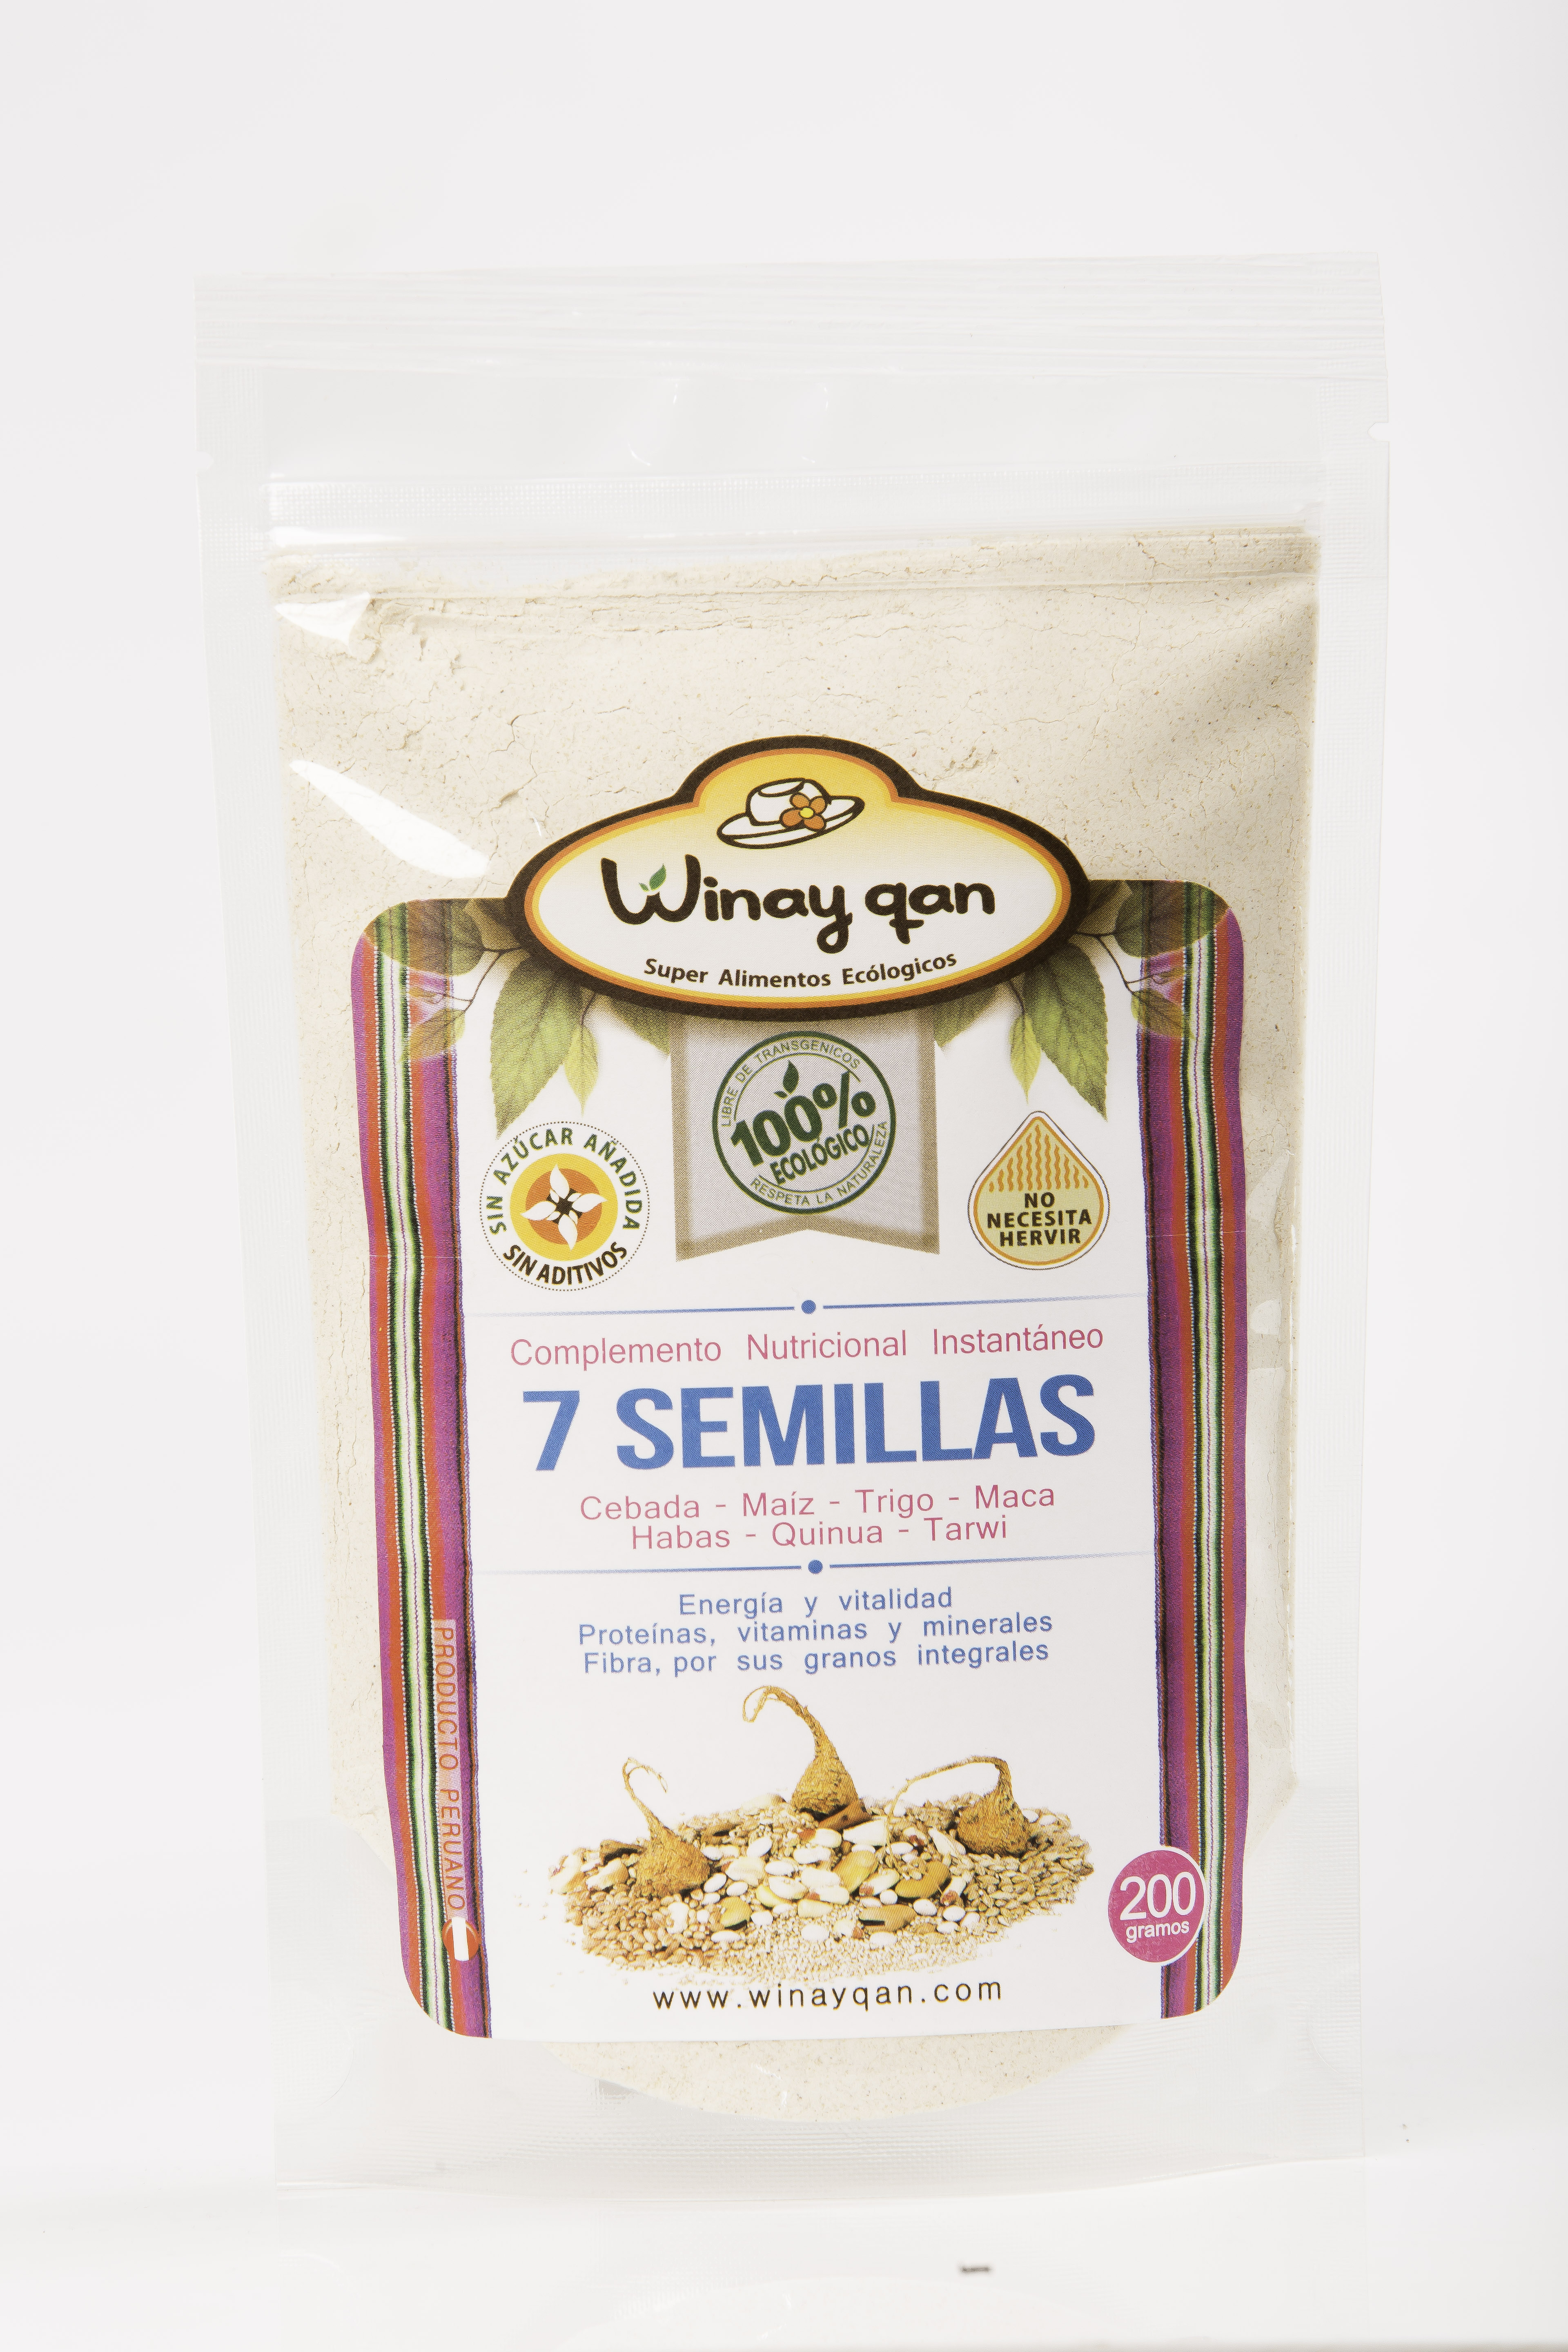 Winay qan
Super Alimentos Ecólogicos
LIBRE DE TRANSGENICOS
100%
ECOLÓGICO
RESPETA LA NATURALEZA
SIN AZÚCAR AÑADIDA
SIN ADITIVOS
NO
NECESITA
HERVIR
Complemento Nutricional Instantáneo
7 SEMILLAS
Cebada - Maíz - Trigo - Maca
Habas - Quinua - Tarwi
Energía y vitalidad
Proteínas, vitaminas y minerales
Fibra, por sus granos integrales
PRODUCTO PERUANO
200
gramos
www.winayqan.com